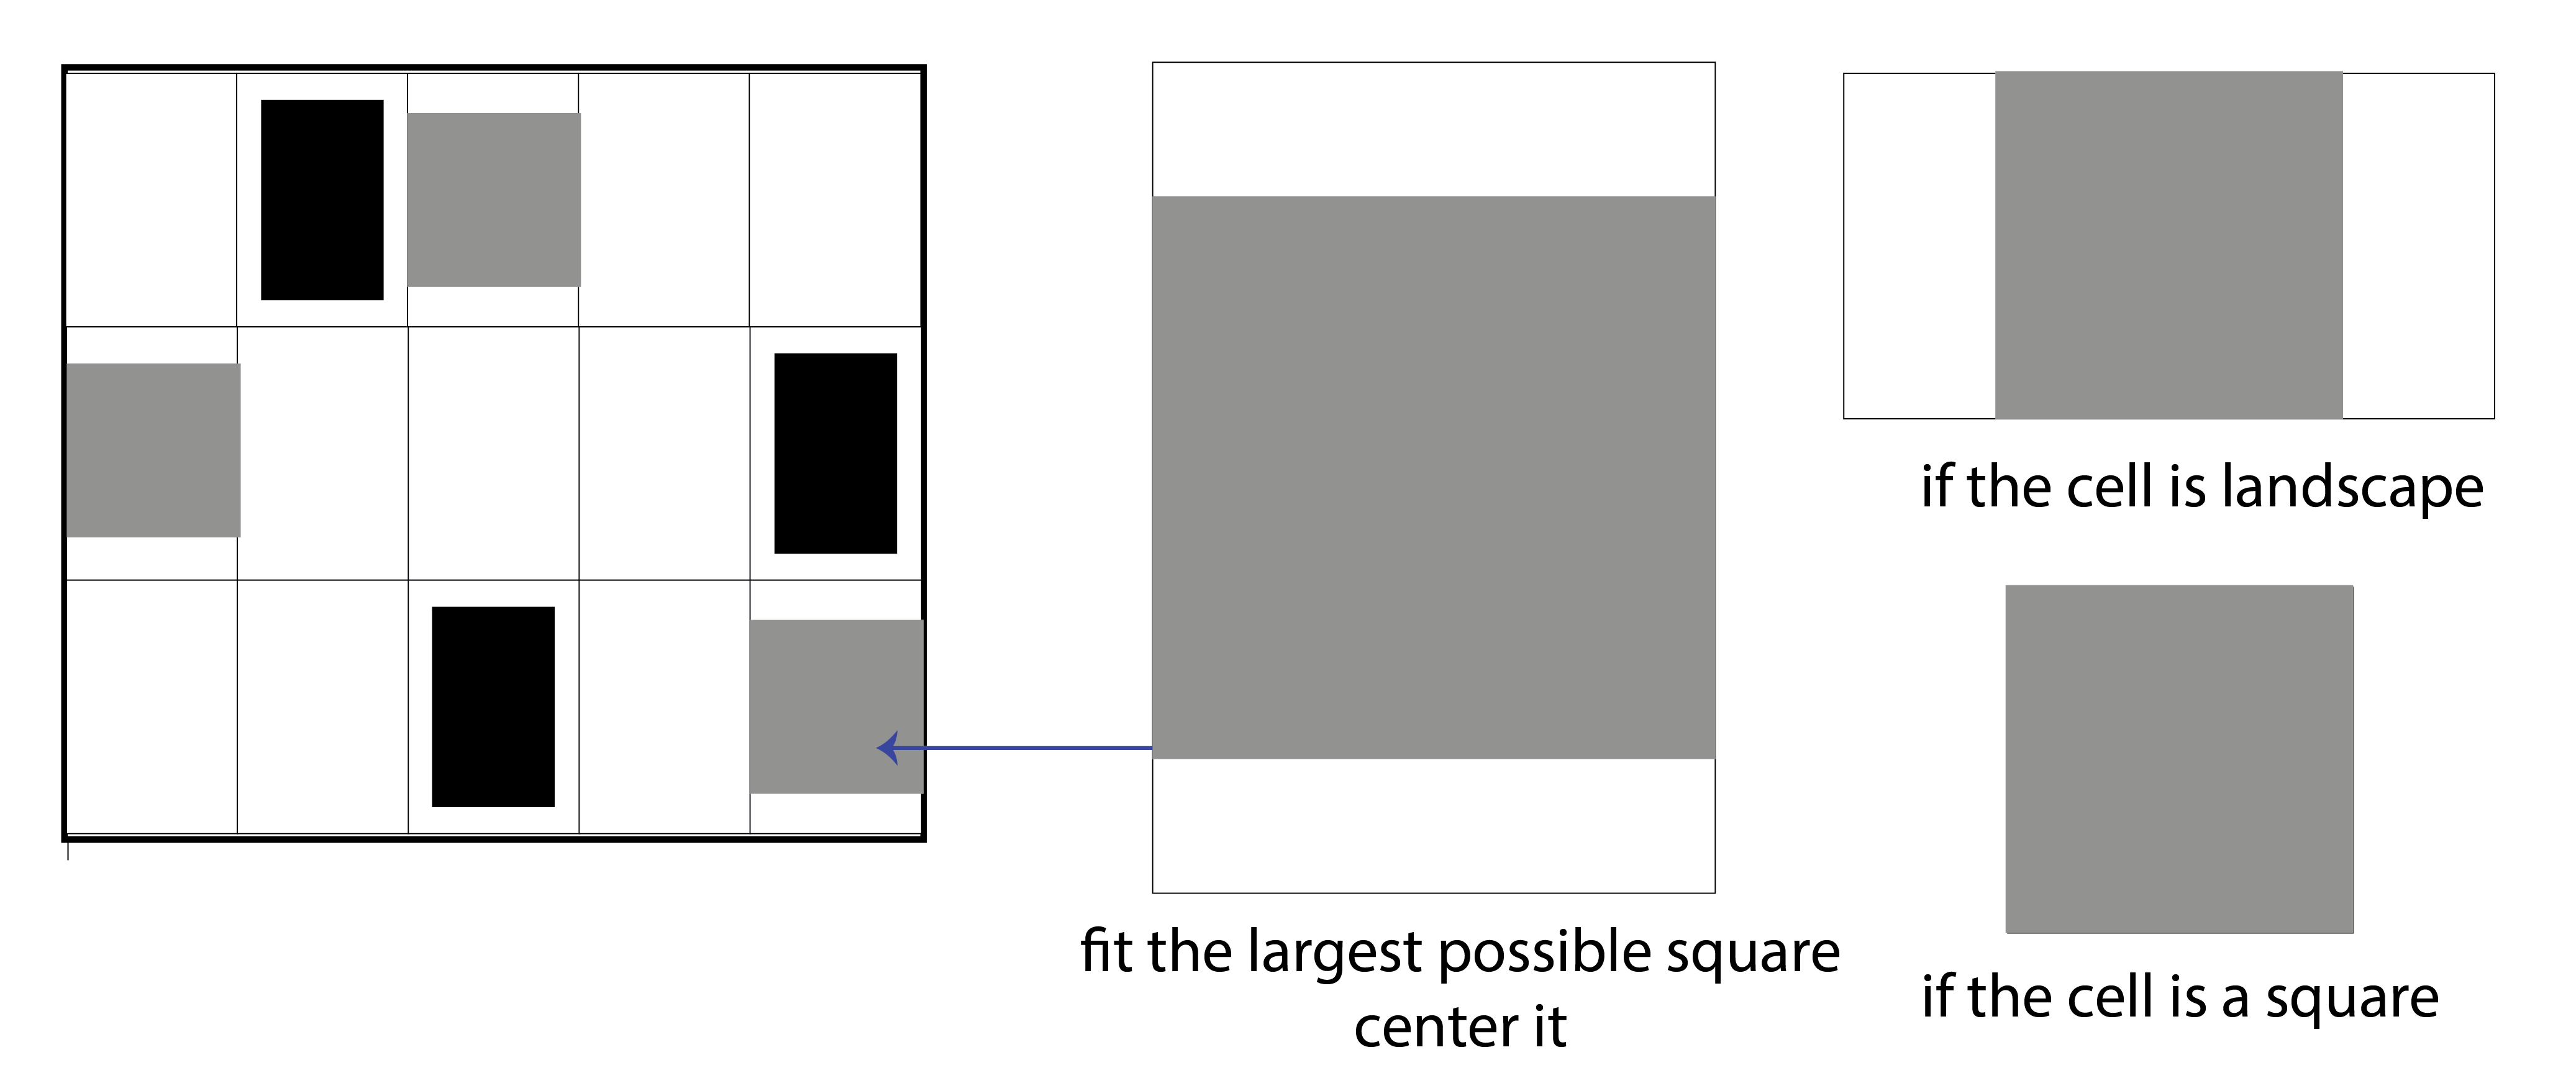 if the cell is landscape
fit the largest possible square
center it
if the cell is a square